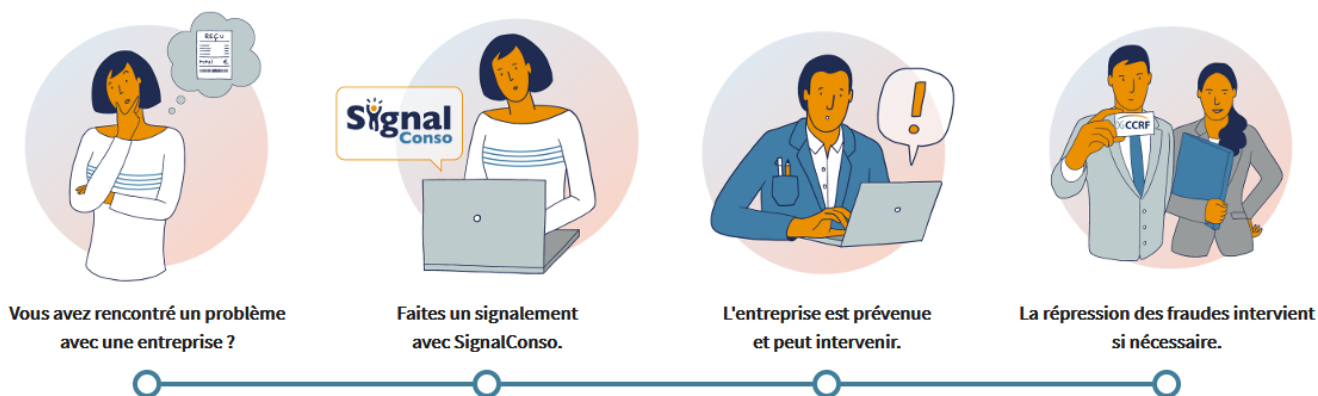 REÇU
Total €
Signal
Conso
CCRF
Vous avez rencontré un problème
avec une entreprise ?
Faites un signalement
avec SignalConso.
L'entreprise est prévenue
et peut intervenir.
La répression des fraudes intervient
si nécessaire.